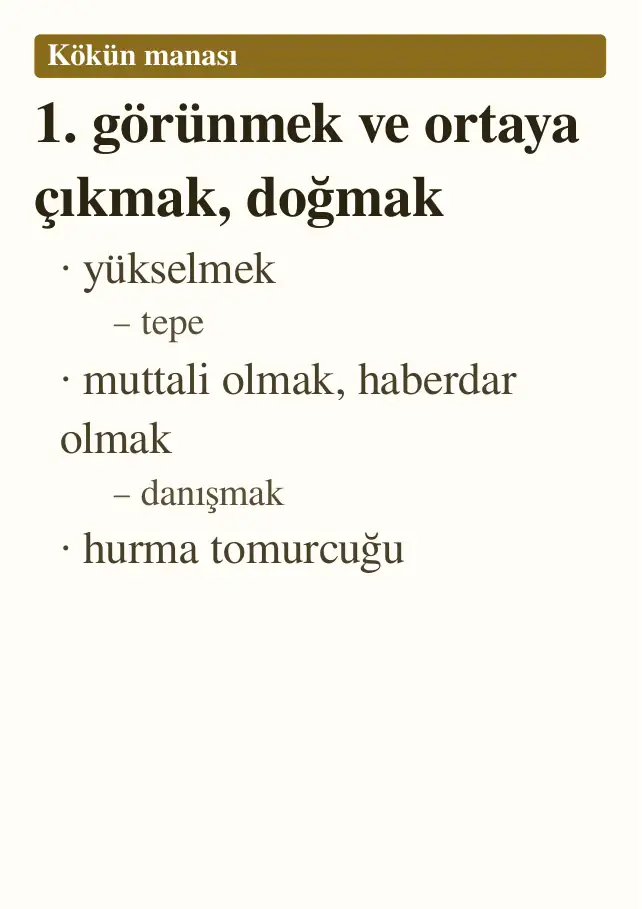 Kökün manası
1. görünmek ve ortaya
çıkmak, doğmak
· yükselmek
– tepe
· muttali olmak, haberdar
olmak
– danışmak
· hurma tomurcuğu